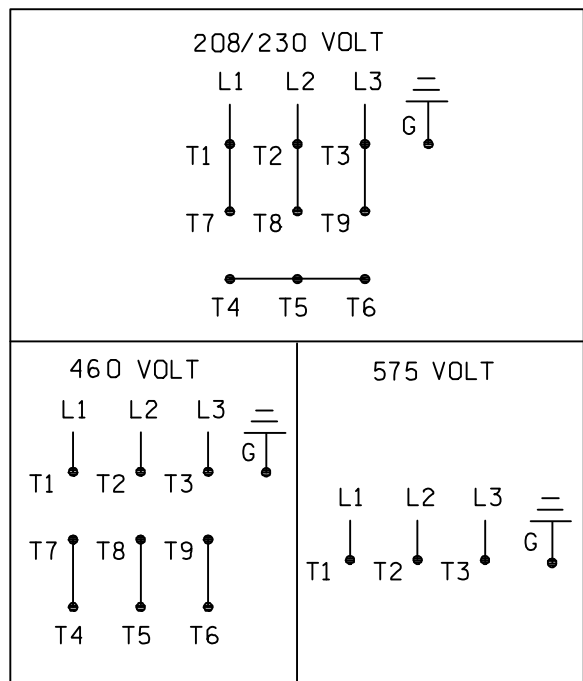 208/230 VOLT
L1 L2 L3
G
T1 T2 T3
T7 T8 T9
T4 T5 T6
460 VOLT
L1 L2 L3
G
T1 T2 T3
T7 T8 T9
T4 T5 T6
575 VOLT
L1 L2 L3
G
T1 T2 T3